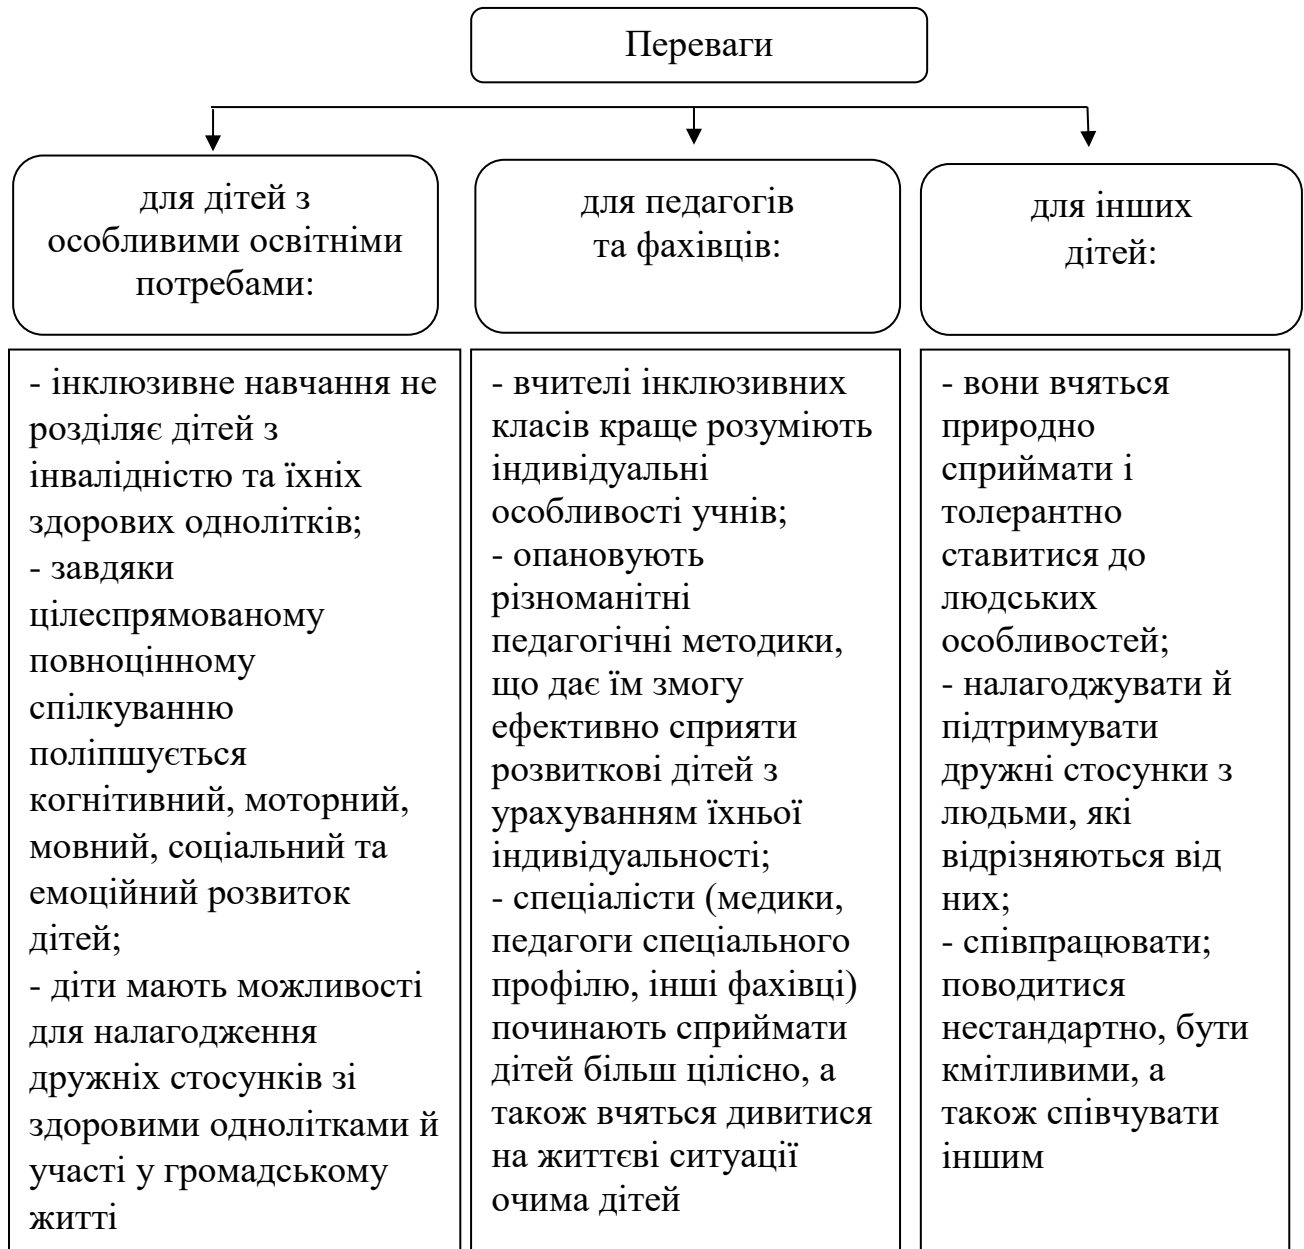 Переваги
для дітей з
особливими освітніми
потребами:
для педагогів
та фахівців:
для інших
дітей:
- інклюзивне навчання не
розділяє дітей з
інвалідністю та їхніх
здорових однолітків;
- завдяки
цілеспрямованому
повноцінному
спілкуванню
поліпшується
когнітивний, моторний,
мовний, соціальний та
емоційний розвиток
дітей;
- діти мають можливості
для налагодження
дружніх стосунків зі
здоровими однолітками й
участі у громадському
житті
- вчителі інклюзивних
класів краще розуміють
індивідуальні
особливості учнів;
- опановують
різноманітні
педагогічні методики,
що дає їм змогу
ефективно сприяти
розвиткові дітей з
урахуванням їхньої
індивідуальності;
- спеціалісти (медики,
педагоги спеціального
профілю, інші фахівці)
починають сприймати
дітей більш цілісно, а
також вчяться дивитися
на життєві ситуації
очима дітей
- вони вчяться
природно
сприймати і
толерантно
ставитися до
людських
особливостей;
- налагоджувати й
підтримувати
дружні стосунки з
людьми, які
відрізняються від
них;
- співпрацювати;
поводитися
нестандартно, бути
кмітливими, а
також співчувати
іншим